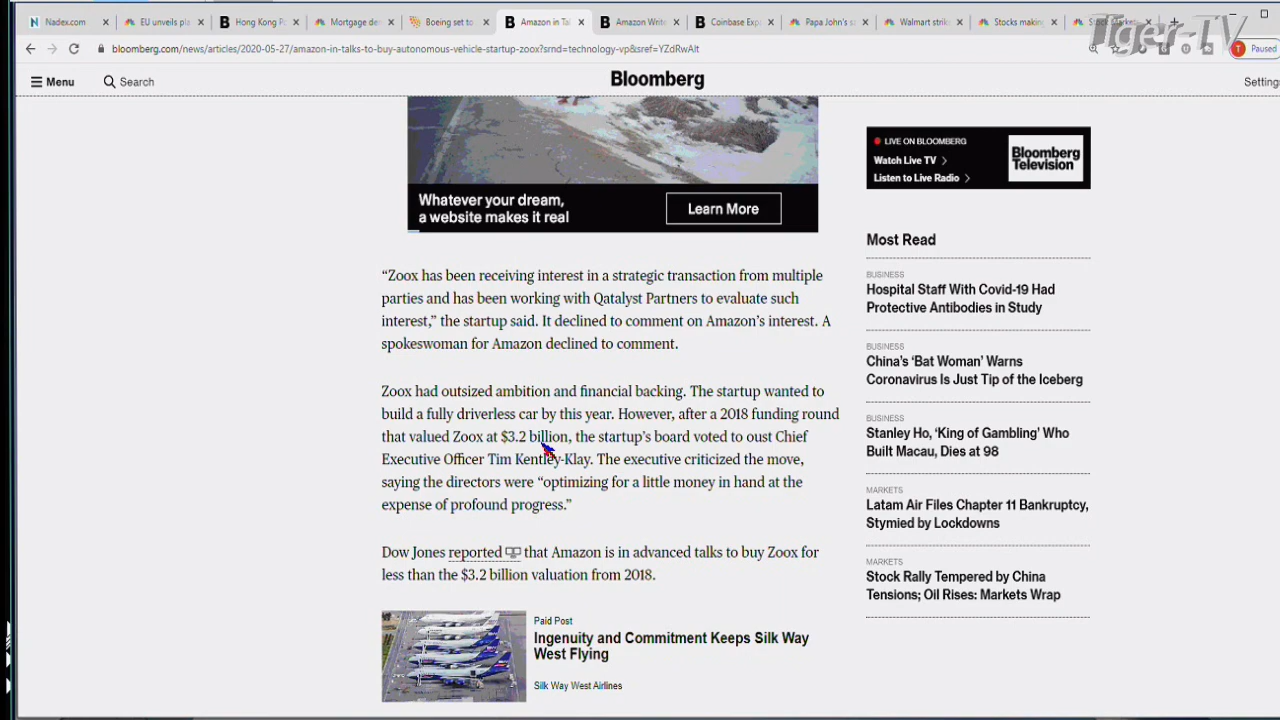 Nadex.com
EU unveils pla
Hong Kong P
Mortgage der
Boeing set to
Amazon in Tal
Amazon Write
Coinbase Exp
Papa John's s
Walmart strik
Stocks making
Tiger-TV
bloomberg.com/news/articles/2020-05-27/amazon-in-talks-to-buy-autonomous-vehicle-startup-zoox?srnd=technology-vp&sref=YZdRwAlt
T
Paused
Menu
Search
Bloomberg
Setting
Whatever your dream,
a website makes it real
Learn More
LIVE ON BLOOMBERG
Watch Live TV
Listen to Live Radio
Bloomberg
Television
“Zoox has been receiving interest in a strategic transaction from multiple
parties and has been working with Qatalyst Partners to evaluate such
interest,” the startup said. It declined to comment on Amazon’s interest. A
spokeswoman for Amazon declined to comment.
Zoox had outsized ambition and financial backing. The startup wanted to
build a fully driverless car by this year. However, after a 2018 funding round
that valued Zoox at $3.2 billion, the startup’s board voted to oust Chief
Executive Officer Tim Kentley-Klay. The executive criticized the move,
saying the directors were “optimizing for a little money in hand at the
expense of profound progress.”
Dow Jones reported that Amazon is in advanced talks to buy Zoox for
less than the $3.2 billion valuation from 2018.
Paid Post
Ingenuity and Commitment Keeps Silk Way
West Flying
Silk Way West Airlines
Most Read
BUSINESS
Hospital Staff With Covid-19 Had
Protective Antibodies in Study
BUSINESS
China’s ‘Bat Woman’ Warns
Coronavirus Is Just Tip of the Iceberg
BUSINESS
Stanley Ho, ‘King of Gambling’ Who
Built Macau, Dies at 98
MARKETS
Latam Air Files Chapter 11 Bankruptcy,
Stymied by Lockdowns
MARKETS
Stock Rally Tempered by China
Tensions; Oil Rises: Markets Wrap